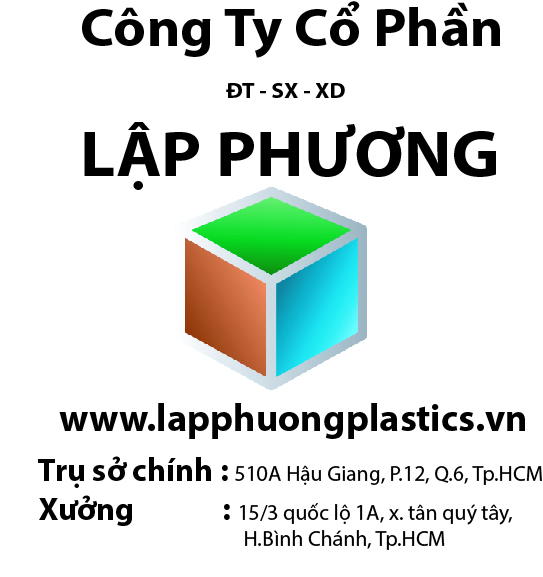 Công Ty Cổ Phần
ĐT - SX - XD
LẬP PHƯƠNG
www.lapphuongplastics.vn
Trụ sở chính : 510A Hậu Giang, P.12, Q.6, Tp.HCM
Xưởng : 15/3 quốc lộ 1A, x. tân quý tây,
H.Bình Chánh, Tp.HCM